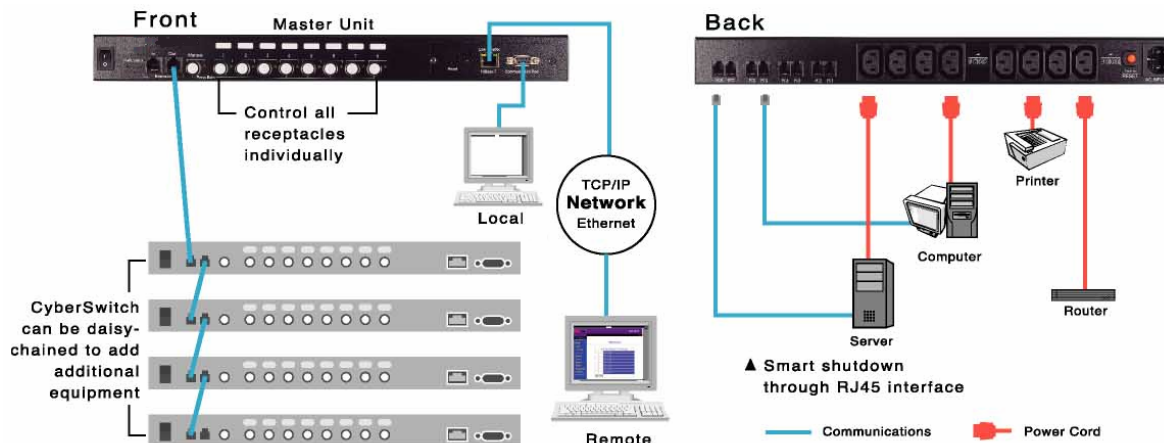 Front
Master Unit
Control all
receptacles
individually
Local
TCP/IP
Network
Ethernet
CyberSwitch
can be daisy-
chained to add
additional
equipment
Remote
Back
Printer
Computer
Server
Router
▲ Smart shutdown
through RJ45 interface
Communications
Power Cord